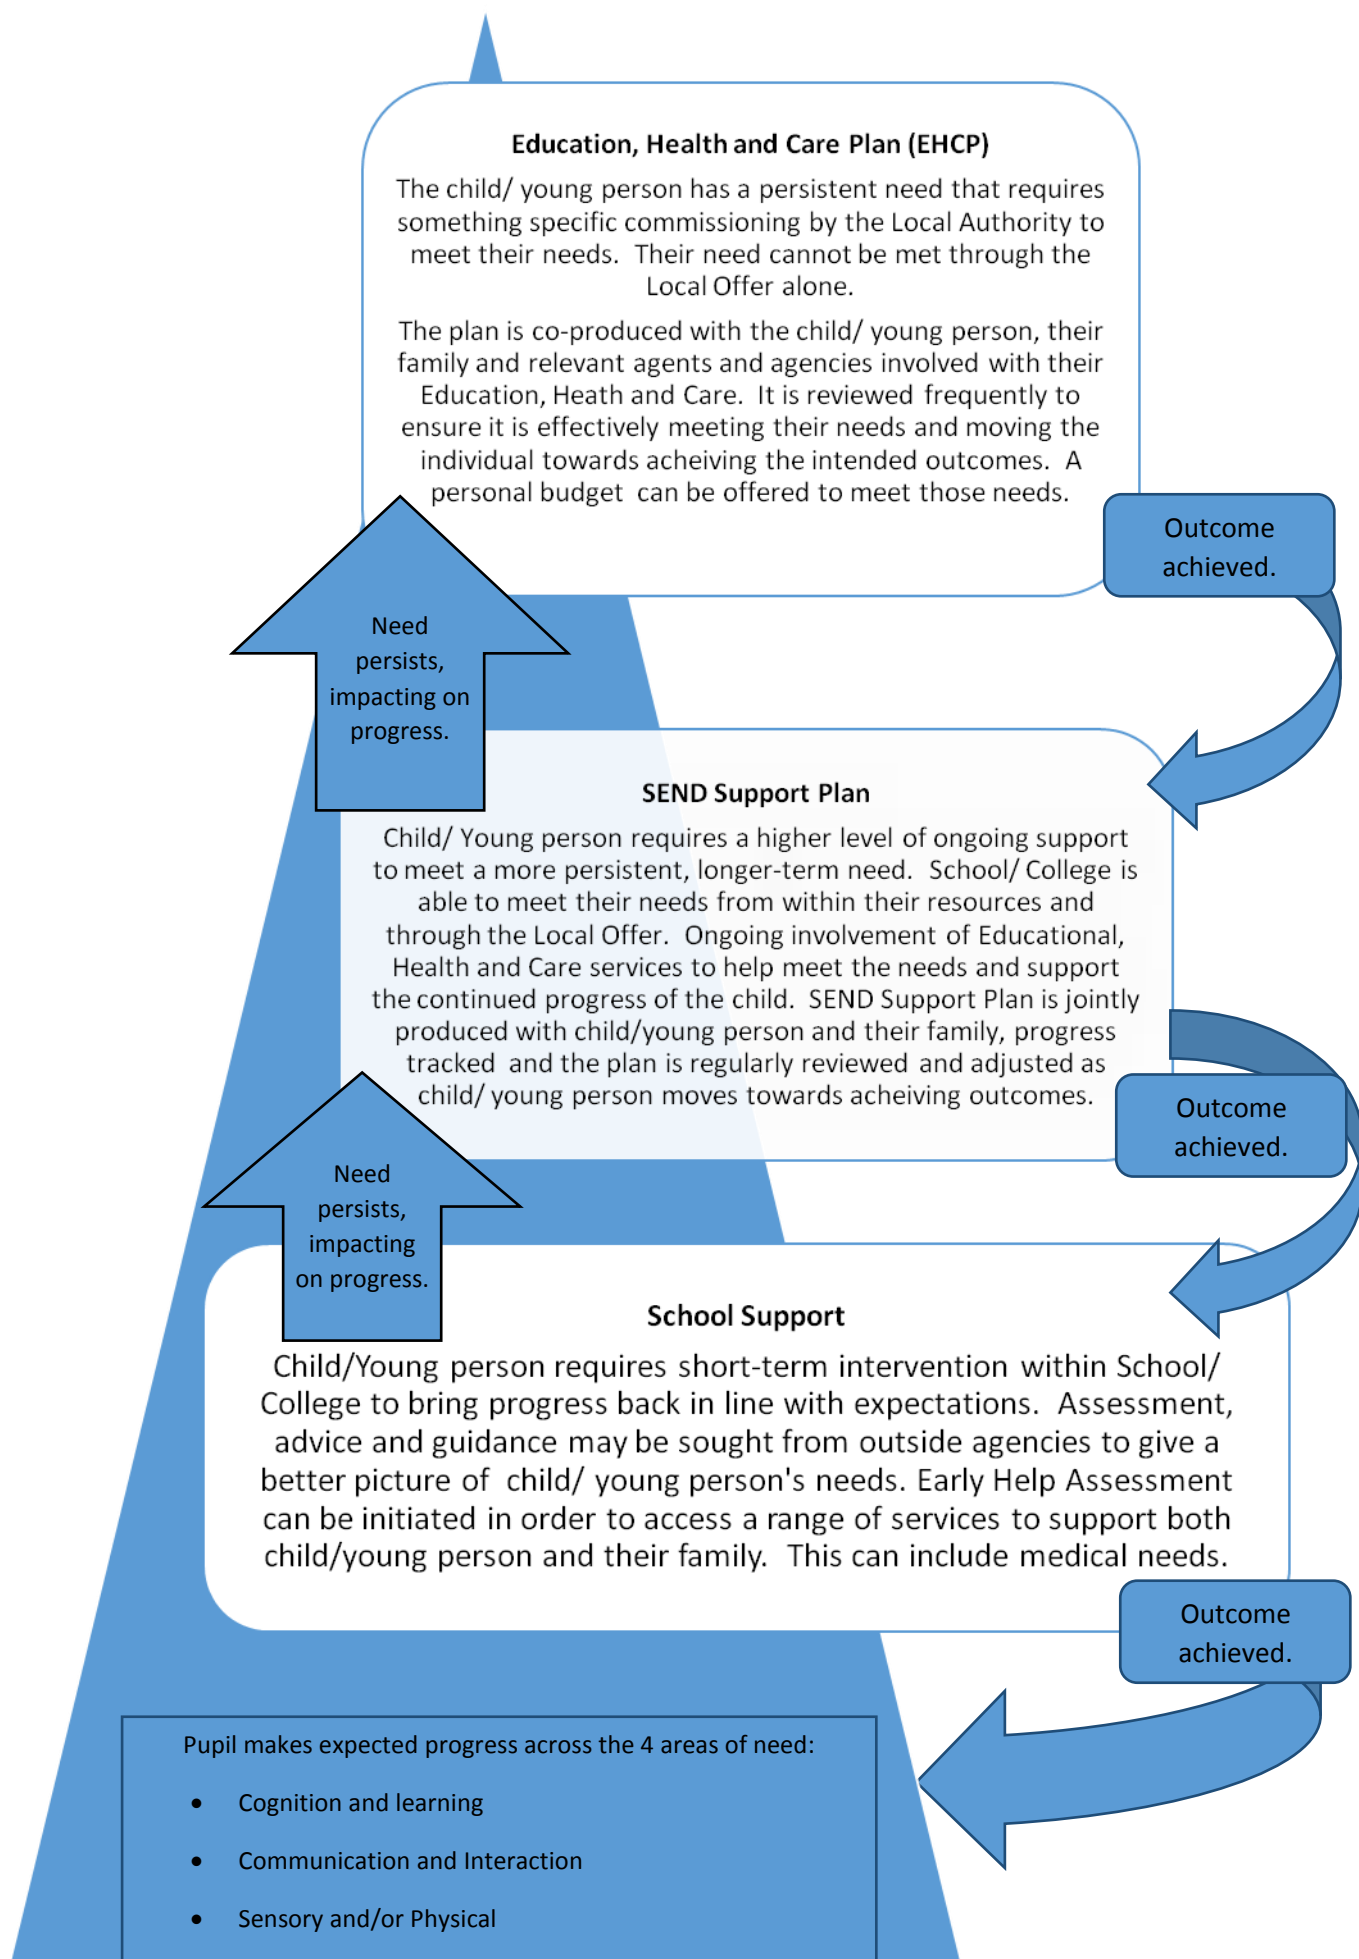 Education, Health and Care Plan (EHCP)
The child/ young person has a persistent need that requires
something specific commissioning by the Local Authority to
meet their needs.  Their need cannot be met through the
Local Offer alone.
The plan is co-produced with the child/ young person, their
family and relevant agents and agencies involved with their
Education, Heath and Care.  It is reviewed frequently to
ensure it is effectively meeting their needs and moving the
individual towards acheiving the intended outcomes.  A
personal budget  can be offered to meet those needs.
Outcome
achieved.
Need
persists,
impacting on
progress.
SEND Support Plan
Child/ Young person requires a higher level of ongoing support
to meet a more persistent, longer-term need.  School/ College is
able to meet their needs from within their resources and
through the Local Offer.  Ongoing involvement of Educational,
Health and Care services to help meet the needs and support
the continued progress of the child.  SEND Support Plan is jointly
produced with child/young person and their family, progress
tracked  and the plan is regularly reviewed and adjusted as
child/ young person moves towards acheiving outcomes.
Outcome
achieved.
Need
persists,
impacting
on progress.
School Support
Child/Young person requires short-term intervention within School/
College to bring progress back in line with expectations.  Assessment,
advice and guidance may be sought from outside agencies to give a
better picture of  child/ young person's needs. Early Help Assessment
can be initiated in order to access a range of services to support both
child/young person and their family.  This can include medical needs.
Outcome
achieved.
Pupil makes expected progress across the 4 areas of need:
• Cognition and learning
• Communication and Interaction
• Sensory and/or Physical